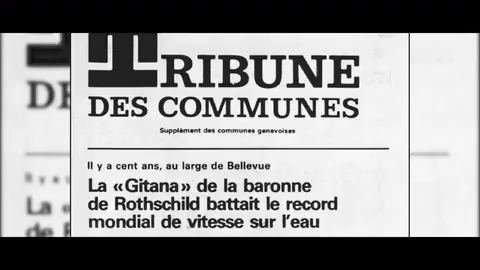 TRIBUNE
DES COMMUNES
Supplément des communes genevoises
Il y a cent ans, au large de Bellevue
La «Gitana» de la baronne
de Rothschild battait le record
mondial de vitesse sur l'eau